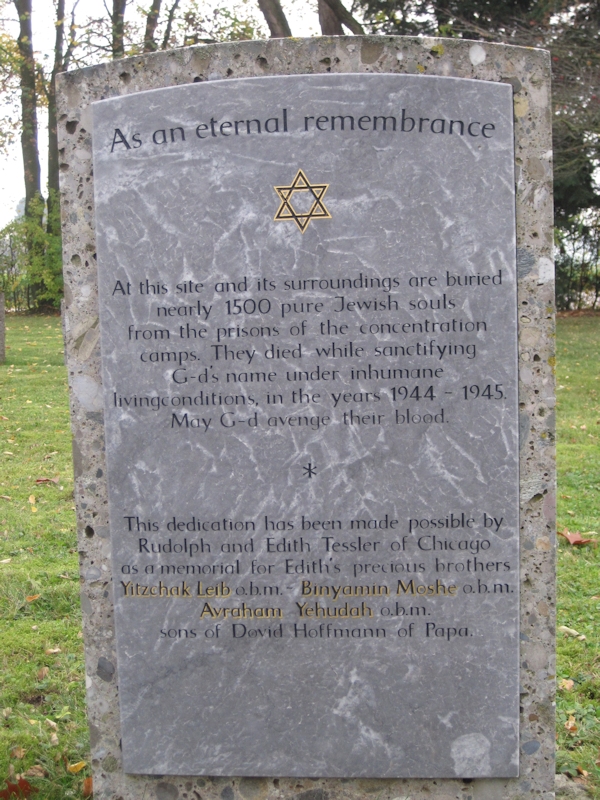 As an eternal remembrance
At this site and its surroundings are buried
nearly 1500 pure Jewish souls
from the prisons of the concentration
camps. They died while sanctifying
G-d's name under inhumane
livingconditions, in the years 1944 - 1945.
May G-d avenge their blood.
*
This dedication has been made possible by
Rudolph and Edith Tessler of Chicago
as a memorial for Edith's precious brothers
Yitzchak Leib o.b.m. - Binyamin Moshe o.b.m.
Avraham Yehudah o.b.m.
sons of Dovid Hoffmann of Papa.